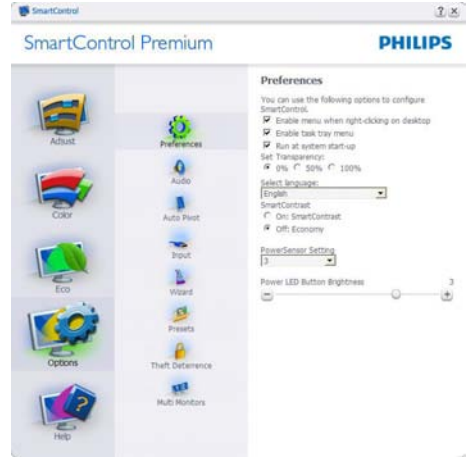 SmartControl
SmartControl Premium
PHILIPS
Adjust
Color
Eco
Options
Help
Preferences
Audio
Auto Pivot
Input
Wizard
Presets
Theft Deterrence
Multi Monitors
Preferences
You can use the following options to configure
SmartControl.
Enable menu when right-clicking on desktop
Enable task tray menu
Run at system start-up
Set Transparency:
0% 50% 100%
Select language:
English
SmartContrast
On: SmartContrast
Off: Economy
PowerSensor Setting
3
Power LED Button Brightness 3